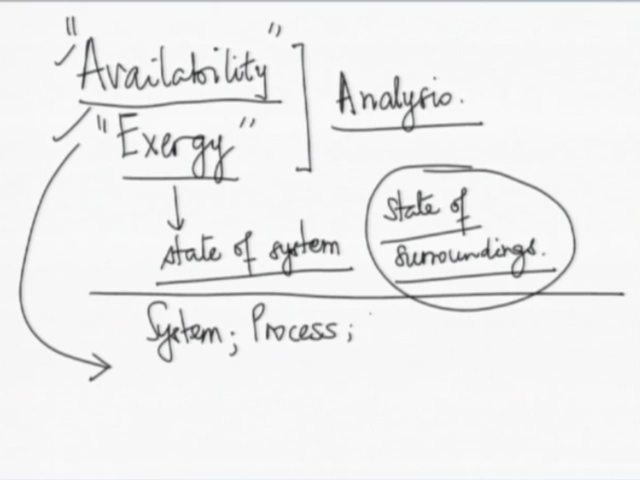 "Availability"
"Exergy"
Analysis.
state of system
state of
surroundings.
System; Process;